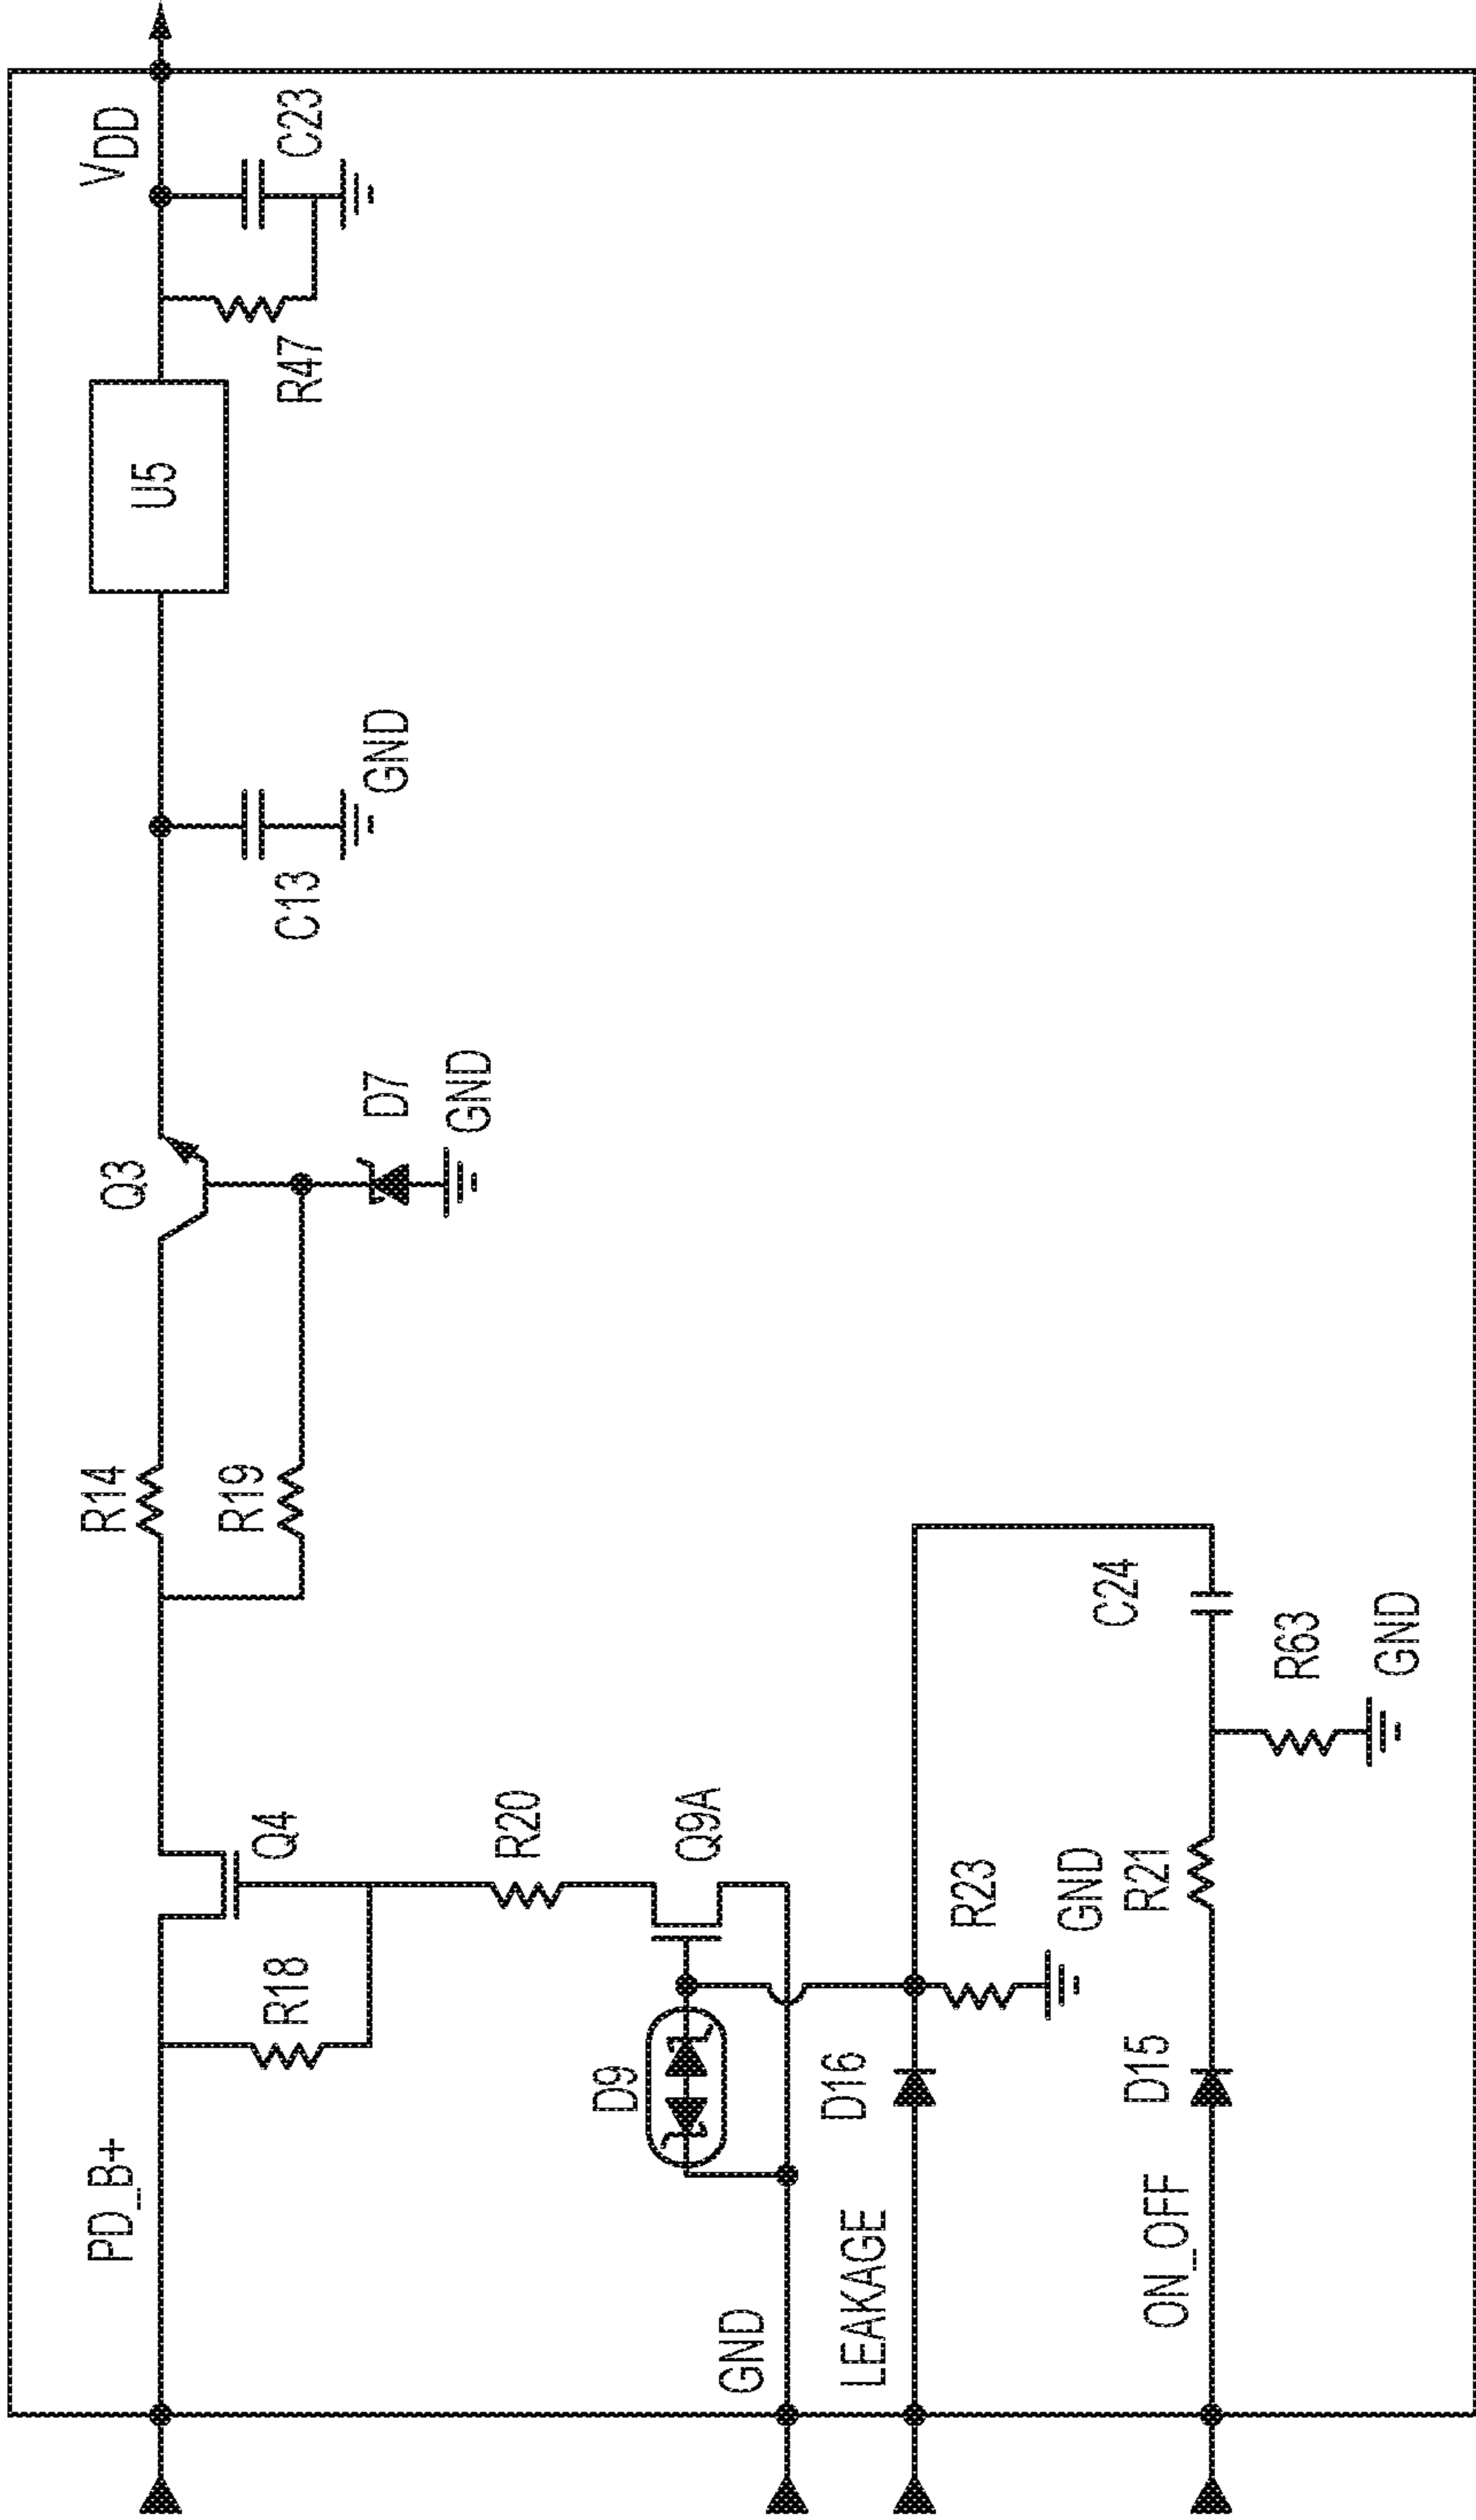 PD_B+
R18
Q4
R14
R19
Q3
D7
GND
C13
GND
U5
R47
VDD
C23
R20
Q9A
D9
GND
LEAKAGE
D16
R23
GND
ON_OFF
D15
R21
R63
GND
C24